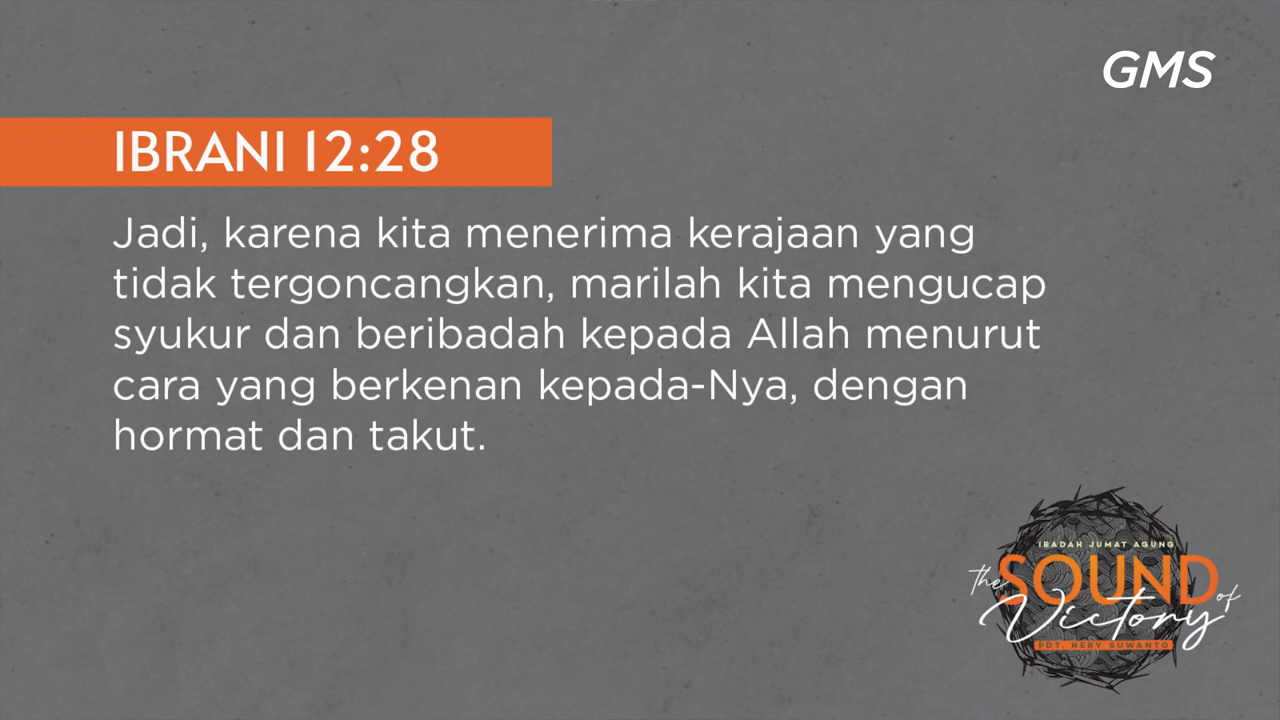 GMS
IBRANI 12:28
Jadi, karena kita menerima kerajaan yang
tidak tergoncangkan, marilah kita mengucap
syukur dan beribadah kepada Allah menurut
cara yang berkenan kepada-Nya, dengan
hormat dan takut.
IBADAH JUMAT AGUNG
The SOUND of
Victory
PDT. HERY SUWANTO